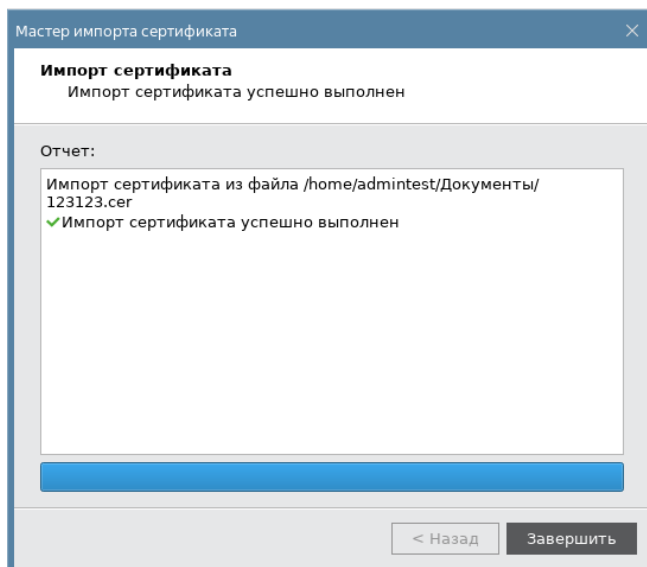 Мастер импорта сертификата
Импорт сертификата
Импорт сертификата успешно выполнен
Отчет:
Импорт сертификата из файла /home/admintest/Документы/
123123.cer
Импорт сертификата успешно выполнен
< Назад
Завершить